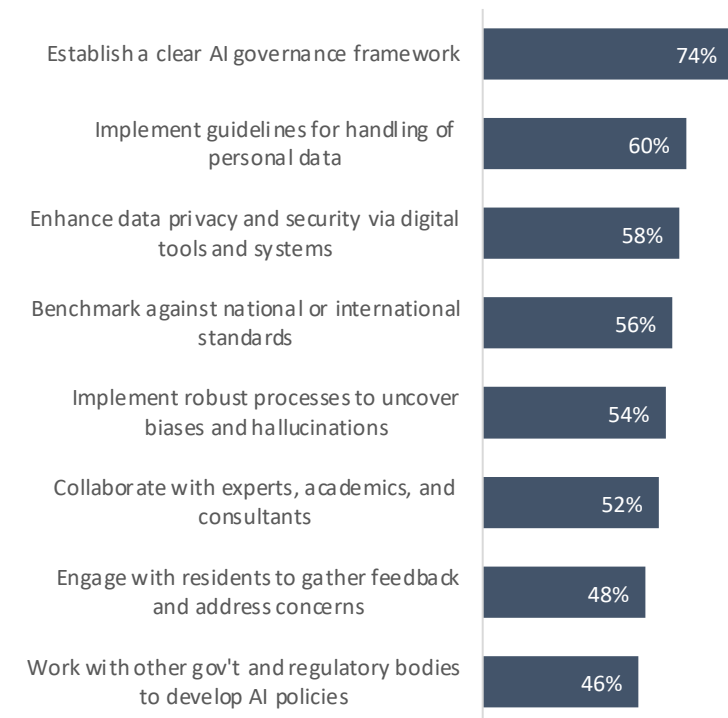 Establish a clear AI governance framework
74%
Implement guidelines for handling of
personal data
60%
Enhance data privacy and security via digital
tools and systems
58%
Benchmark against national or international
standards
56%
Implement robust processes to uncover
biases and hallucinations
54%
Collaborate with experts, academics, and
consultants
52%
Engage with residents to gather feedback
and address concerns
48%
Work with other gov't and regulatory bodies
to develop AI policies
46%